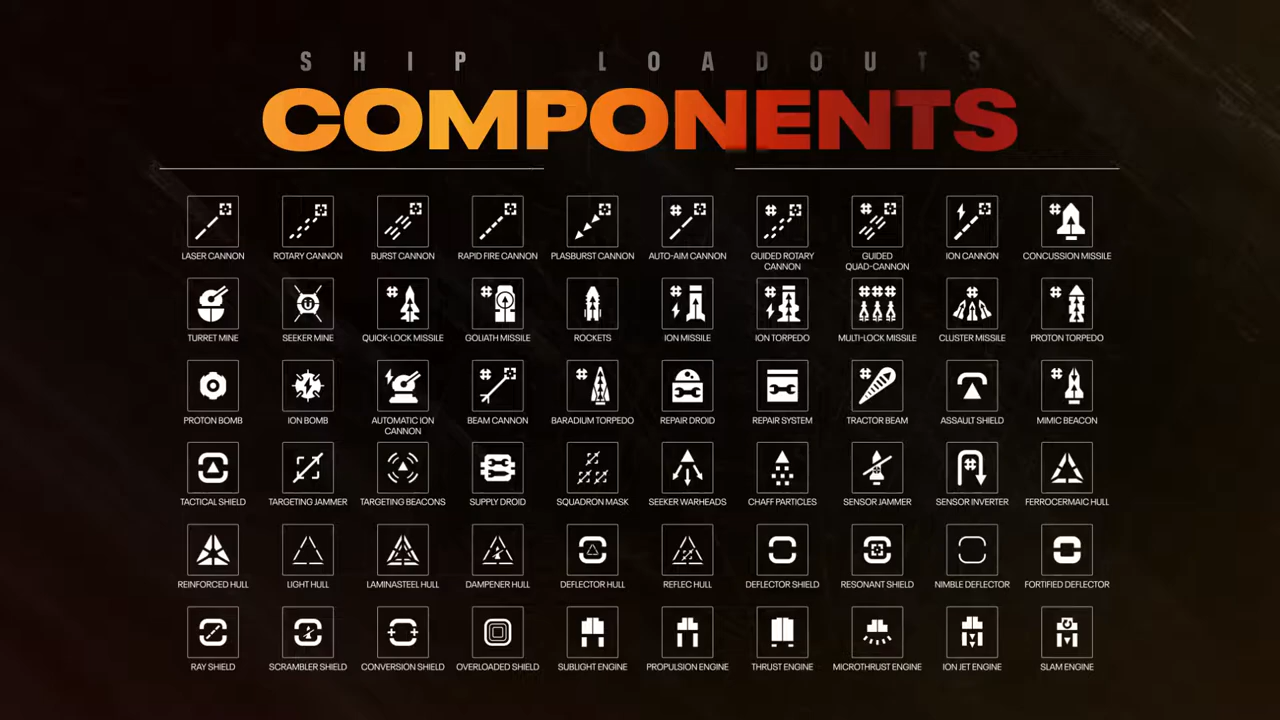 SHIP LOADOUTS
COMPONENTS
LASER CANNON
ROTARY CANNON
BURST CANNON
RAPID FIRE CANNON
PLASBURST CANNON
AUTO-AIM CANNON
GUIDED ROTARY
CANNON
GUIDED
QUAD-CANNON
ION CANNON
CONCUSSION MISSILE
TURRET MINE
SEEKER MINE
QUICK-LOCK MISSILE
GOLIATH MISSILE
ROCKETS
ION MISSILE
ION TORPEDO
MULTI-LOCK MISSILE
CLUSTER MISSILE
PROTON TORPEDO
PROTON BOMB
ION BOMB
AUTOMATIC ION
CANNON
BEAM CANNON
BARADIUM TORPEDO
REPAIR DROID
REPAIR SYSTEM
TRACTOR BEAM
ASSAULT SHIELD
MIMIC BEACON
TACTICAL SHIELD
TARGETING JAMMER
TARGETING BEACONS
SUPPLY DROID
SQUADRON MASK
SEEKER WARHEADS
CHAFF PARTICLES
SENSOR JAMMER
SENSOR INVERTER
FERROCERMAIC HULL
REINFORCED HULL
LIGHT HULL
LAMINASTEEL HULL
DAMPENER HULL
DEFLECTOR HULL
REFLEC HULL
DEFLECTOR SHIELD
RESONANT SHIELD
NIMBLE DEFLECTOR
FORTIFIED DEFLECTOR
RAY SHIELD
SCRAMBLER SHIELD
CONVERSION SHIELD
OVERLOADED SHIELD
SUBLIGHT ENGINE
PROPULSION ENGINE
THRUST ENGINE
MICROTHRUST ENGINE
ION JET ENGINE
SLAM ENGINE